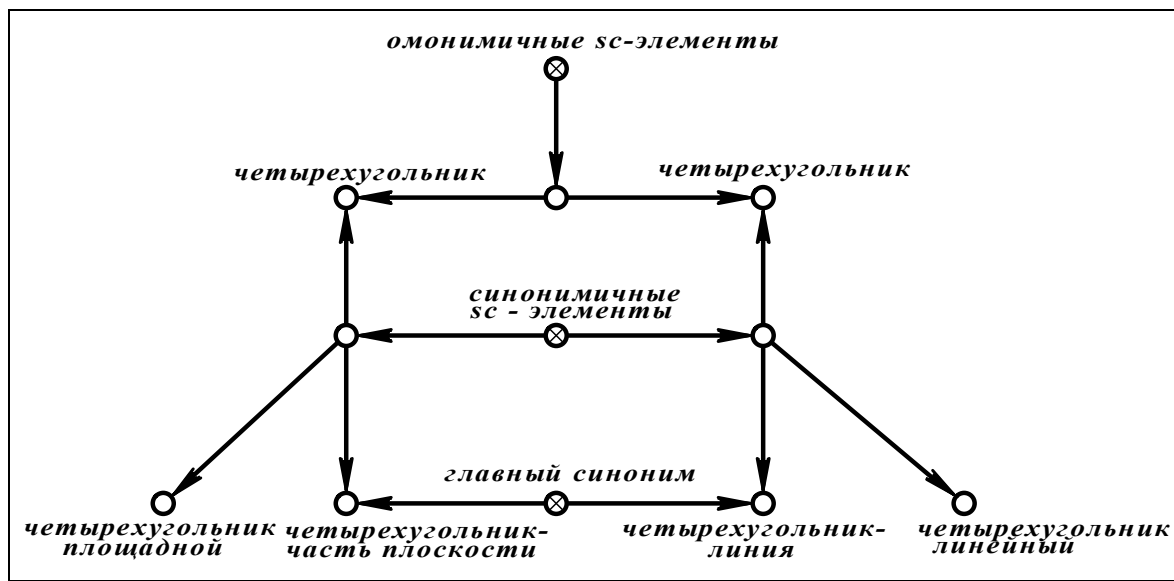 омонимичные sc-элементы
четырехугольник
четырехугольник
синонимичные
sc - элементы
главный синоним
четырехугольник
площадной
четырехугольник-
часть плоскости
четырехугольник-
линия
четырехугольник
линейный